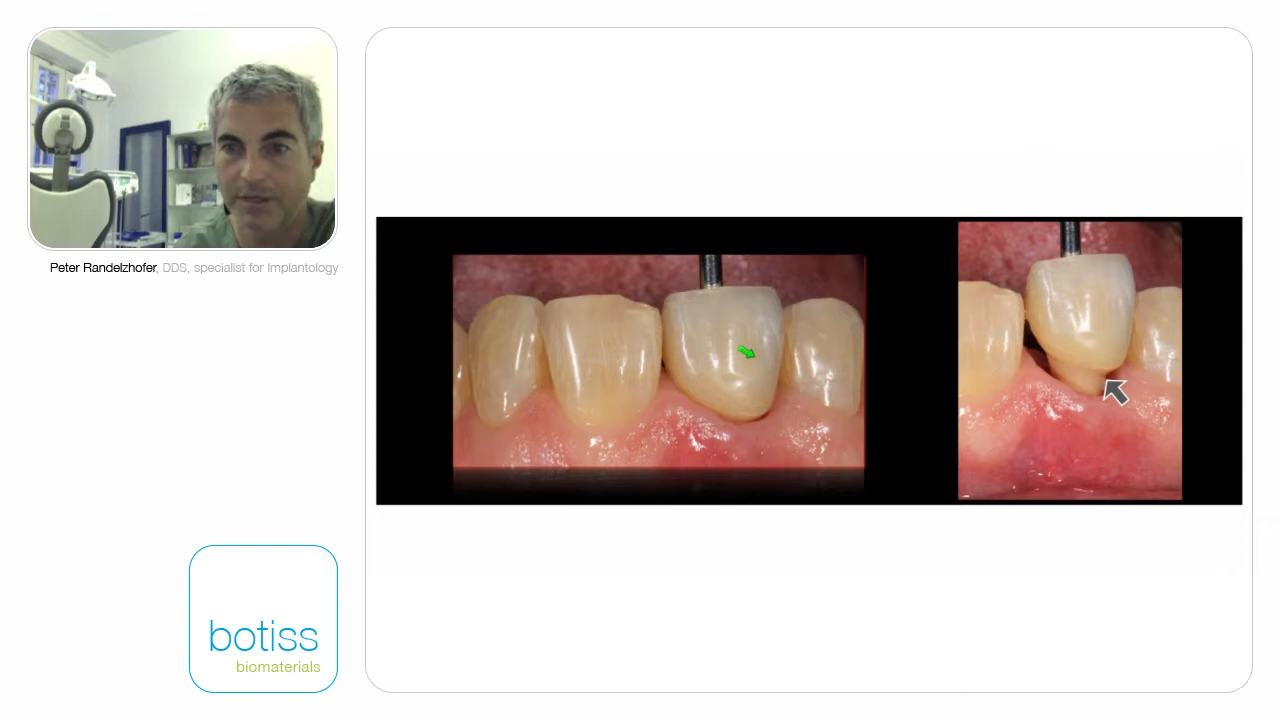 Peter Randelzhofer, DDS, specialist for Implantology
botiss
biomaterials